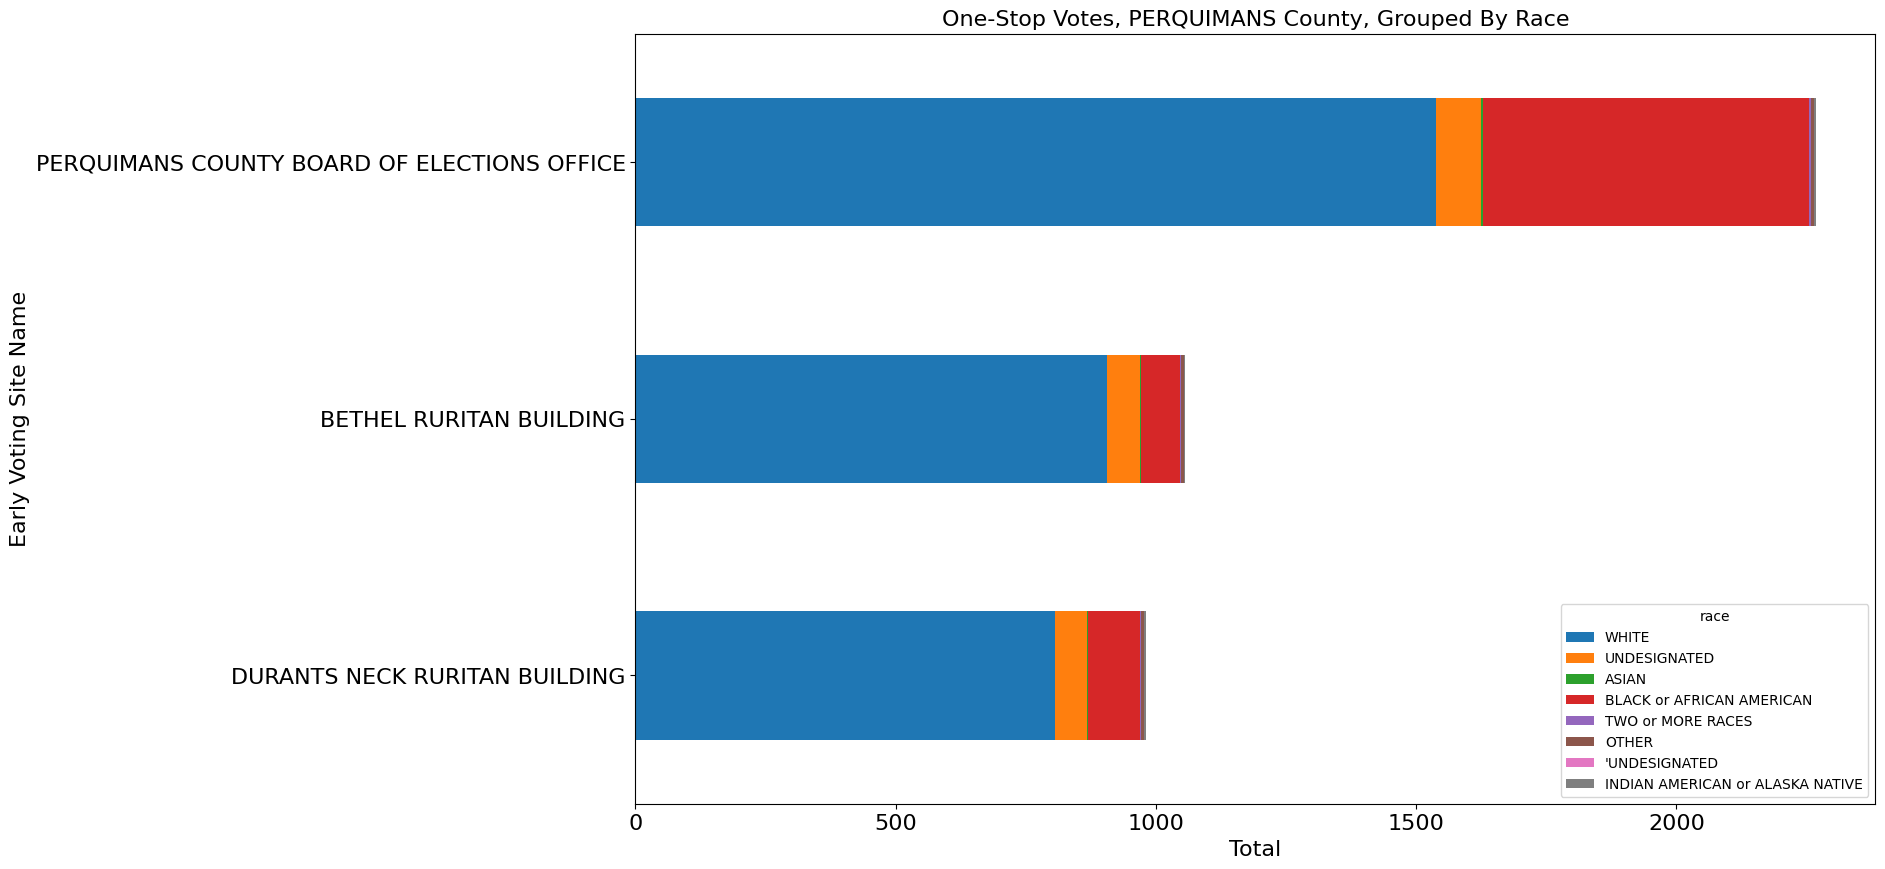 One-Stop Votes, PERQUIMANS County, Grouped By Race
Early Voting Site Name
PERQUIMANS COUNTY BOARD OF ELECTIONS OFFICE
BETHEL RURITAN BUILDING
DURANTS NECK RURITAN BUILDING
race
WHITE
UNDESIGNATED
ASIAN
BLACK or AFRICAN AMERICAN
TWO or MORE RACES
OTHER
'UNDESIGNATED
INDIAN AMERICAN or ALASKA NATIVE
0 500 1000 1500 2000
Total